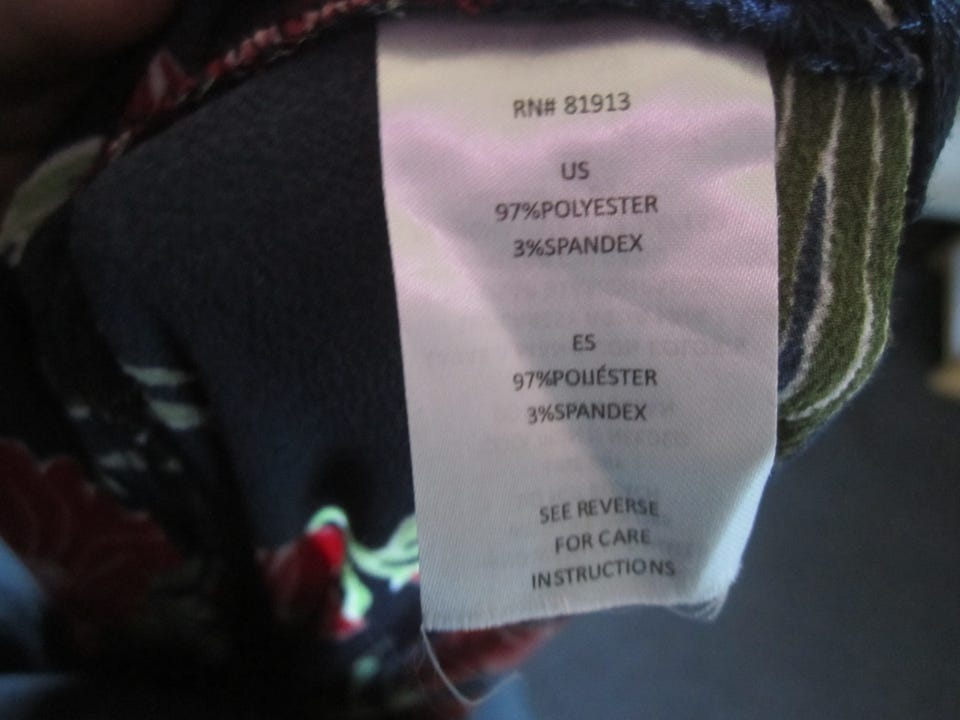 RN# 81913
US
97%POLYESTER
3%SPANDEX
ES
97%POLIÉSTER
3%SPANDEX
SEE REVERSE
FOR CARE
INSTRUCTIONS